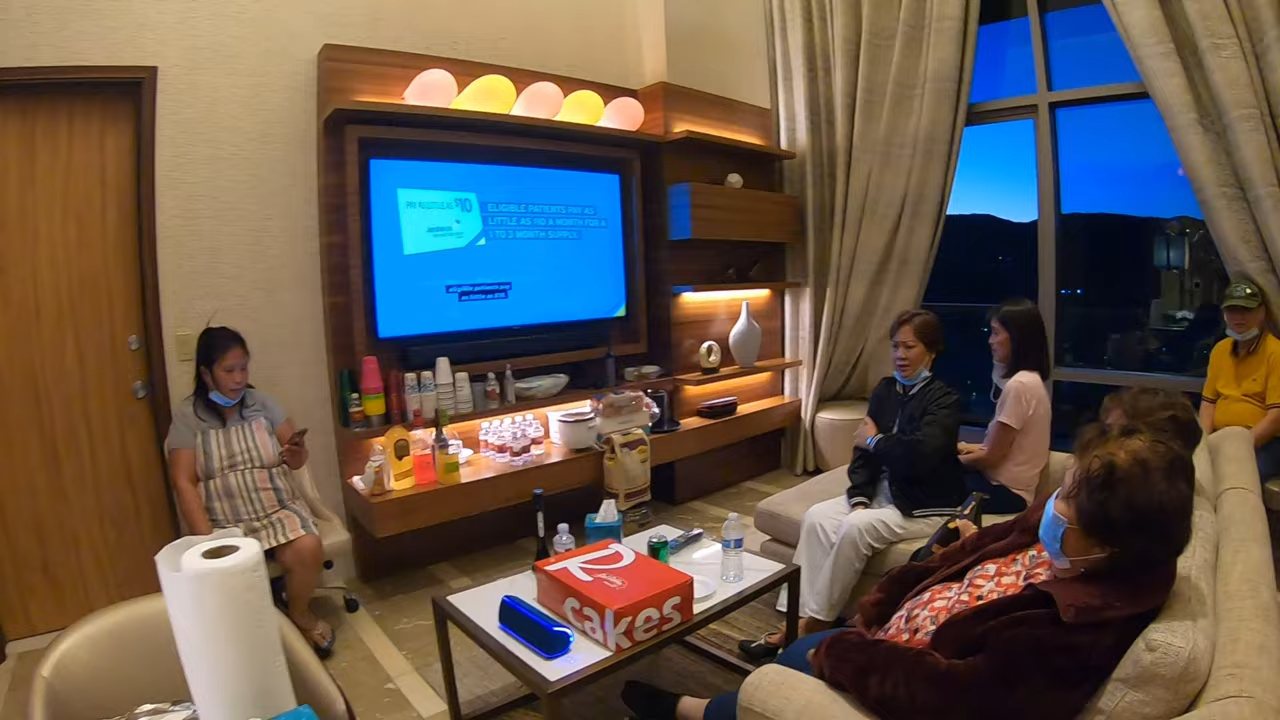 PAY AS LITTLE AS $10
ELIGIBLE PATIENTS PAY AS
LITTLE AS $10 A MONTH FOR A
1 TO 3 MONTH SUPPLY.
eligible patients pay
as little as $10.
R
cakes